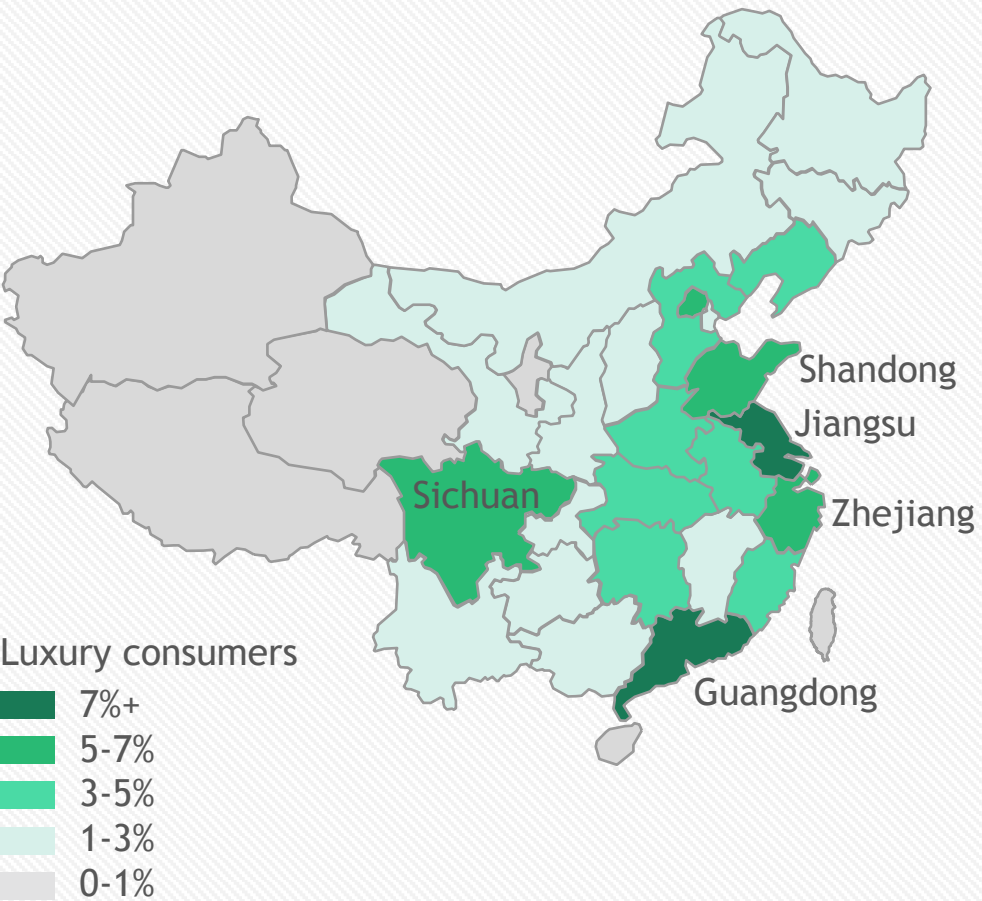 Shandong
Jiangsu
Sichuan
Zhejiang
Luxury consumers
Guangdong
7%+
5-7%
3-5%
1-3%
0-1%